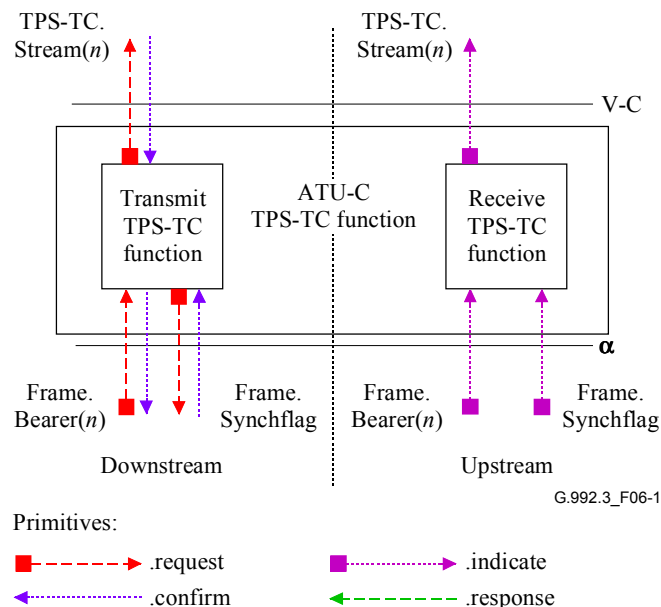 TPS-TC.
Stream(n)
TPS-TC.
Stream(n)
V-C
Transmit
TPS-TC
function
ATU-C
TPS-TC function
Receive
TPS-TC
function
α
Frame.
Bearer(n)
Frame.
Synchflag
Frame.
Bearer(n)
Frame.
Synchflag
Downstream
Upstream
G.992.3_F06-1
Primitives:
.request
.indicate
.confirm
.response